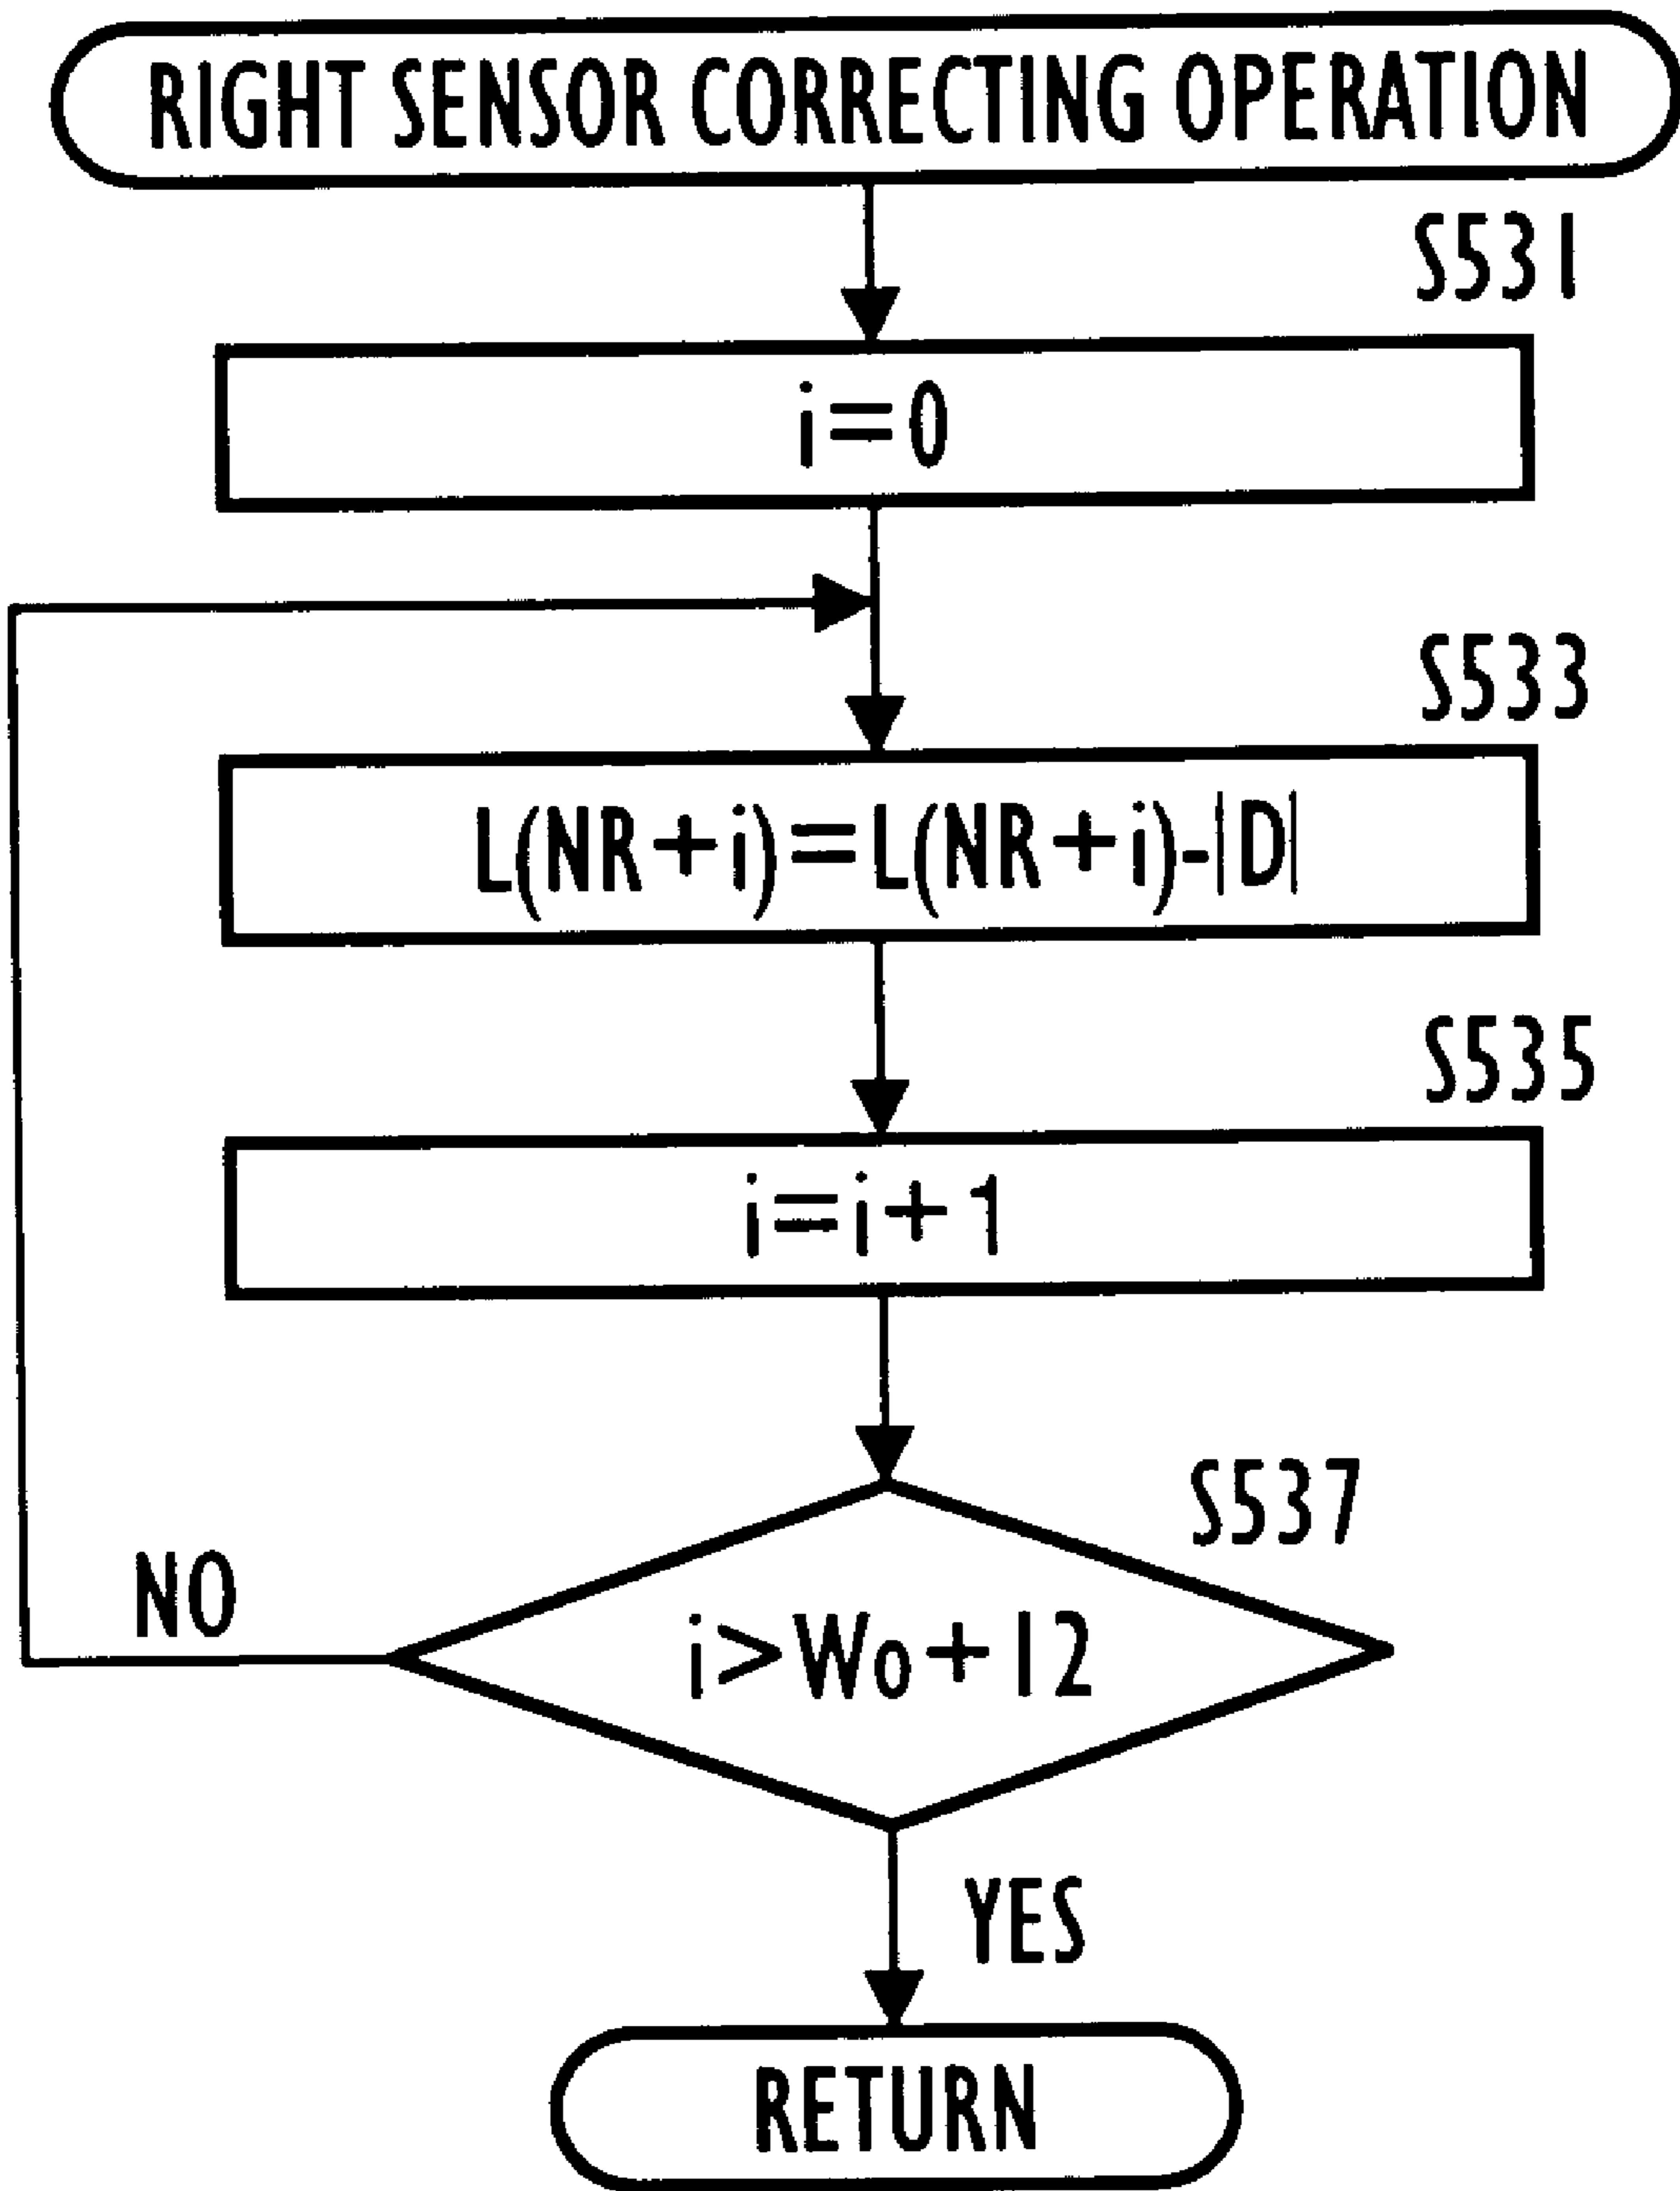 RIGHT SENSOR CORRECTING OPERATION
S531
i=0
S533
L(NR+i)=L(NR+i)-|D|
S535
i=i+1
S537
NO
i>Wo+12
YES
RETURN